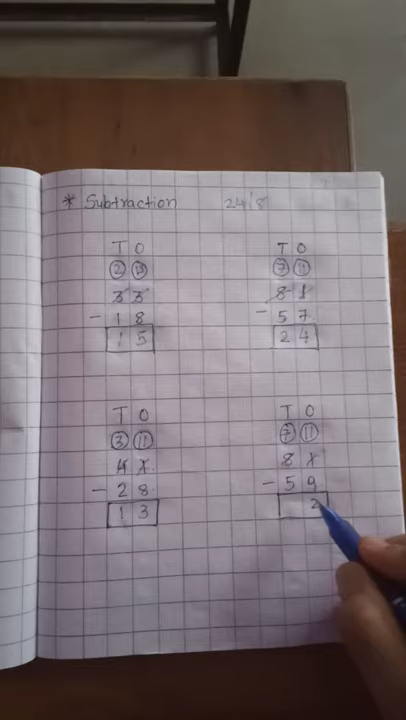 * Subtraction 24/8
T O
② ⑬
3 3
- 1 8
1 5
T O
⑦ ⑪
8 1
- 5 7
2 4
T O
③ ⑪
4 1
- 2 8
1 3
T O
⑦ ⑪
8 1
- 5 9
2